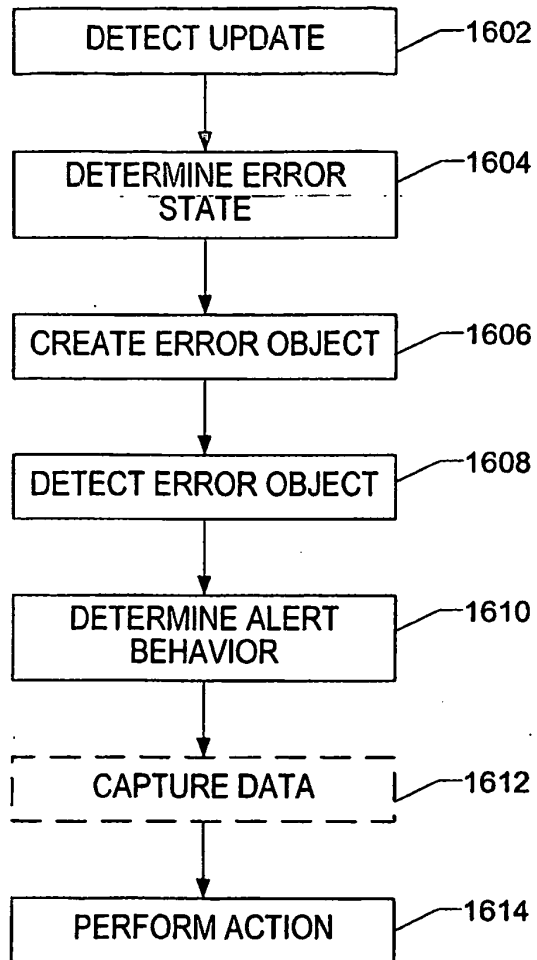 DETECT UPDATE
1602
DETERMINE ERROR
STATE
1604
CREATE ERROR OBJECT
1606
DETECT ERROR OBJECT
1608
DETERMINE ALERT
BEHAVIOR
1610
CAPTURE DATA
1612
PERFORM ACTION
1614